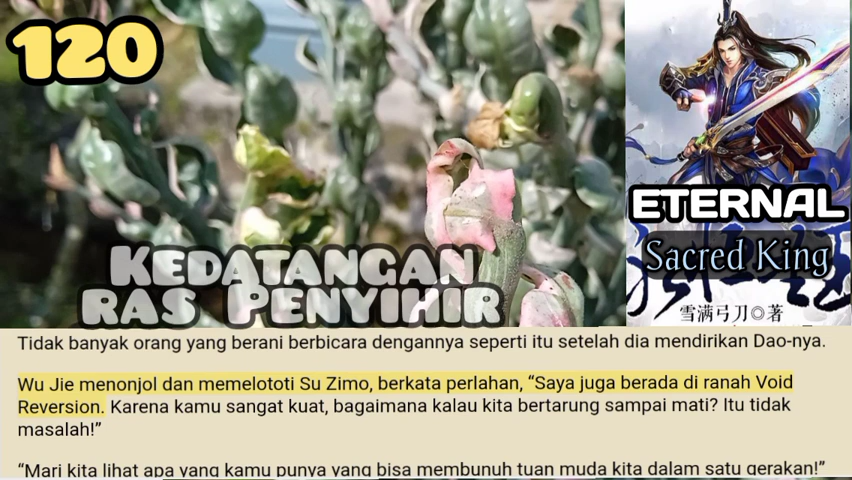 120
ETERNAL
Sacred King
雪满弓刀◎著
KEDATANGAN
RAS PENYIHIR
Tidak banyak orang yang berani berbicara dengannya seperti itu setelah dia mendirikan Dao-nya.
Wu Jie menonjol dan memelototi Su Zimo, berkata perlahan, “Saya juga berada di ranah Void
Reversion. Karena kamu sangat kuat, bagaimana kalau kita bertarung sampai mati? Itu tidak
masalah!”
“Mari kita lihat apa yang kamu punya yang bisa membunuh tuan muda kita dalam satu gerakan!”